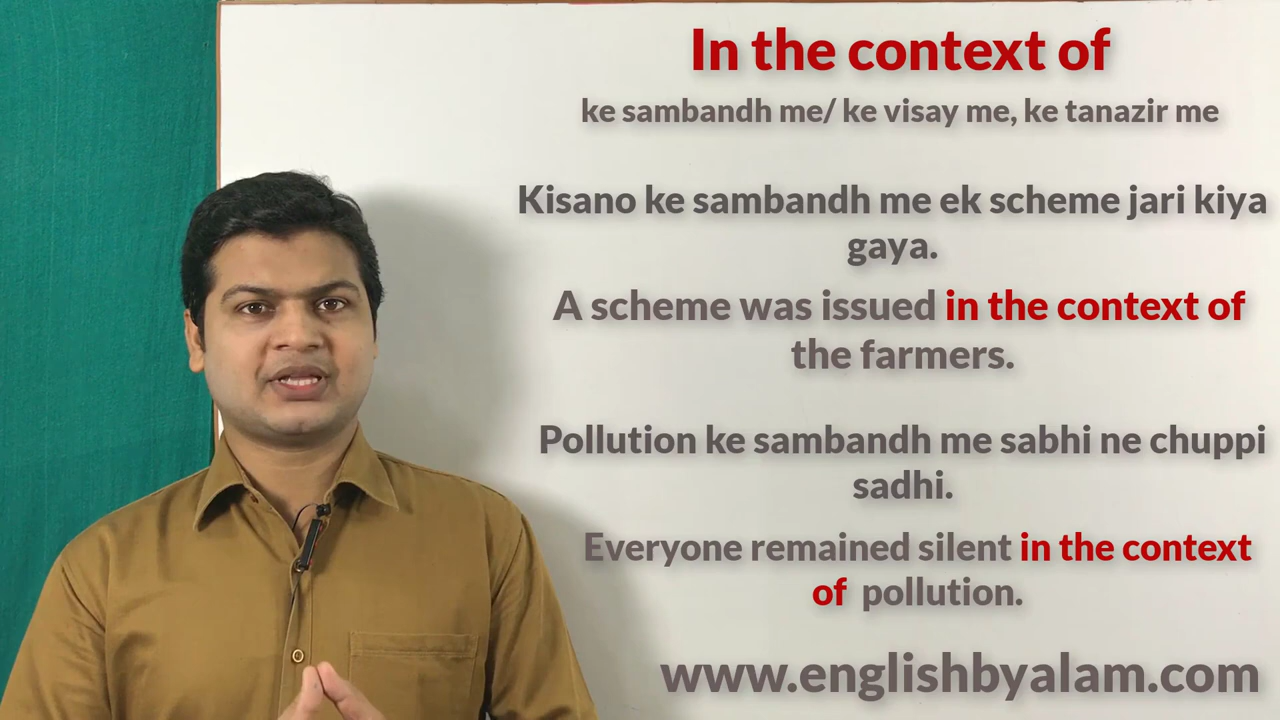 In the context of
ke sambandh me/ ke visay me, ke tanazir me
Kisano ke sambandh me ek scheme jari kiya
gaya.
A scheme was issued in the context of
the farmers.
Pollution ke sambandh me sabhi ne chuppi
sadhi.
Everyone remained silent in the context
of pollution.
www.englishbyalam.com